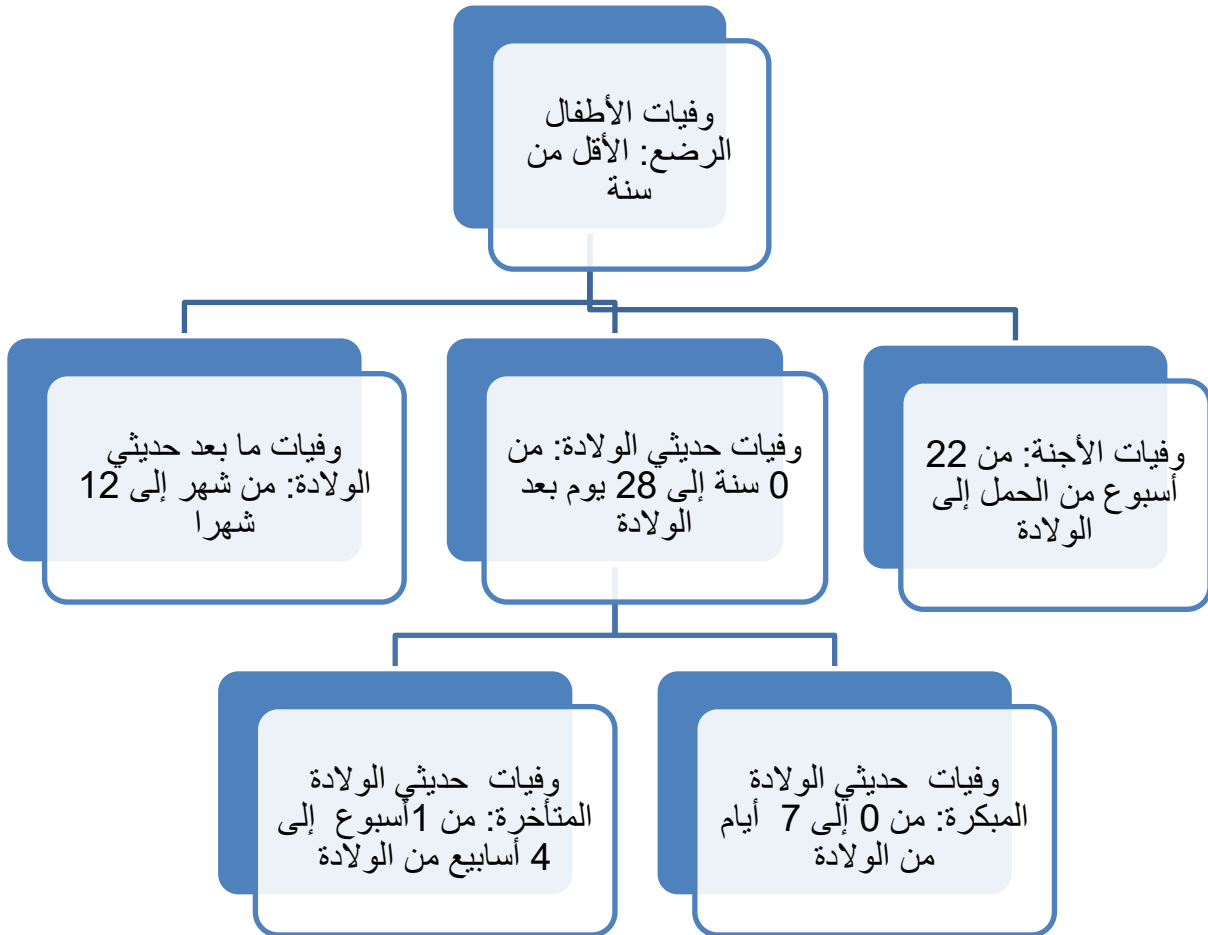 وفيات الأطفال
الرضع: الأقل من
سنة
وفيات الأجنة: من 22
أسبوع من الحمل إلى
الولادة
وفيات حديثي الولادة: من
0 سنة إلى 28 يوم بعد
الولادة
وفيات ما بعد حديثي
الولادة: من شهر إلى 12
شهرا
وفيات حديثي الولادة
المبكرة: من 0 إلى 7 أيام
من الولادة
وفيات حديثي الولادة
المتأخرة: من 1أسبوع إلى
4 أسابيع من الولادة